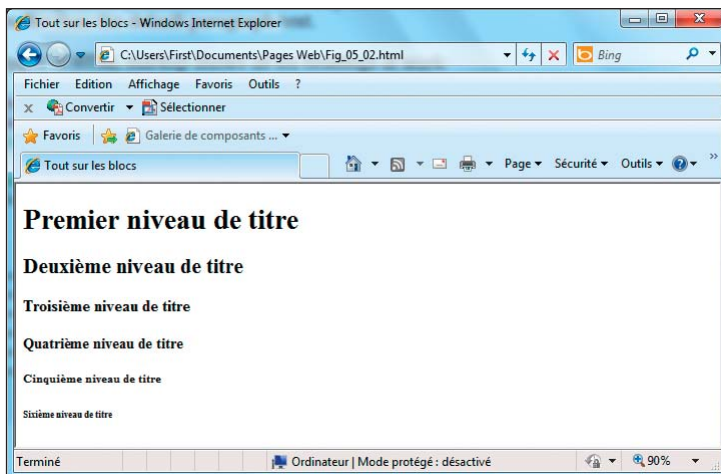 Tout sur les blocs - Windows Internet Explorer
C:\Users\First\Documents\Pages Web\Fig_05_02.html
Bing
Fichier Edition Affichage Favoris Outils ?
x Convertir Sélectionner
Favoris Galerie de composants ...
Tout sur les blocs Page Sécurité Outils »
Premier niveau de titre
Deuxième niveau de titre
Troisième niveau de titre
Quatrième niveau de titre
Cinquième niveau de titre
Sixième niveau de titre
Terminé Ordinateur | Mode protégé : désactivé 90%